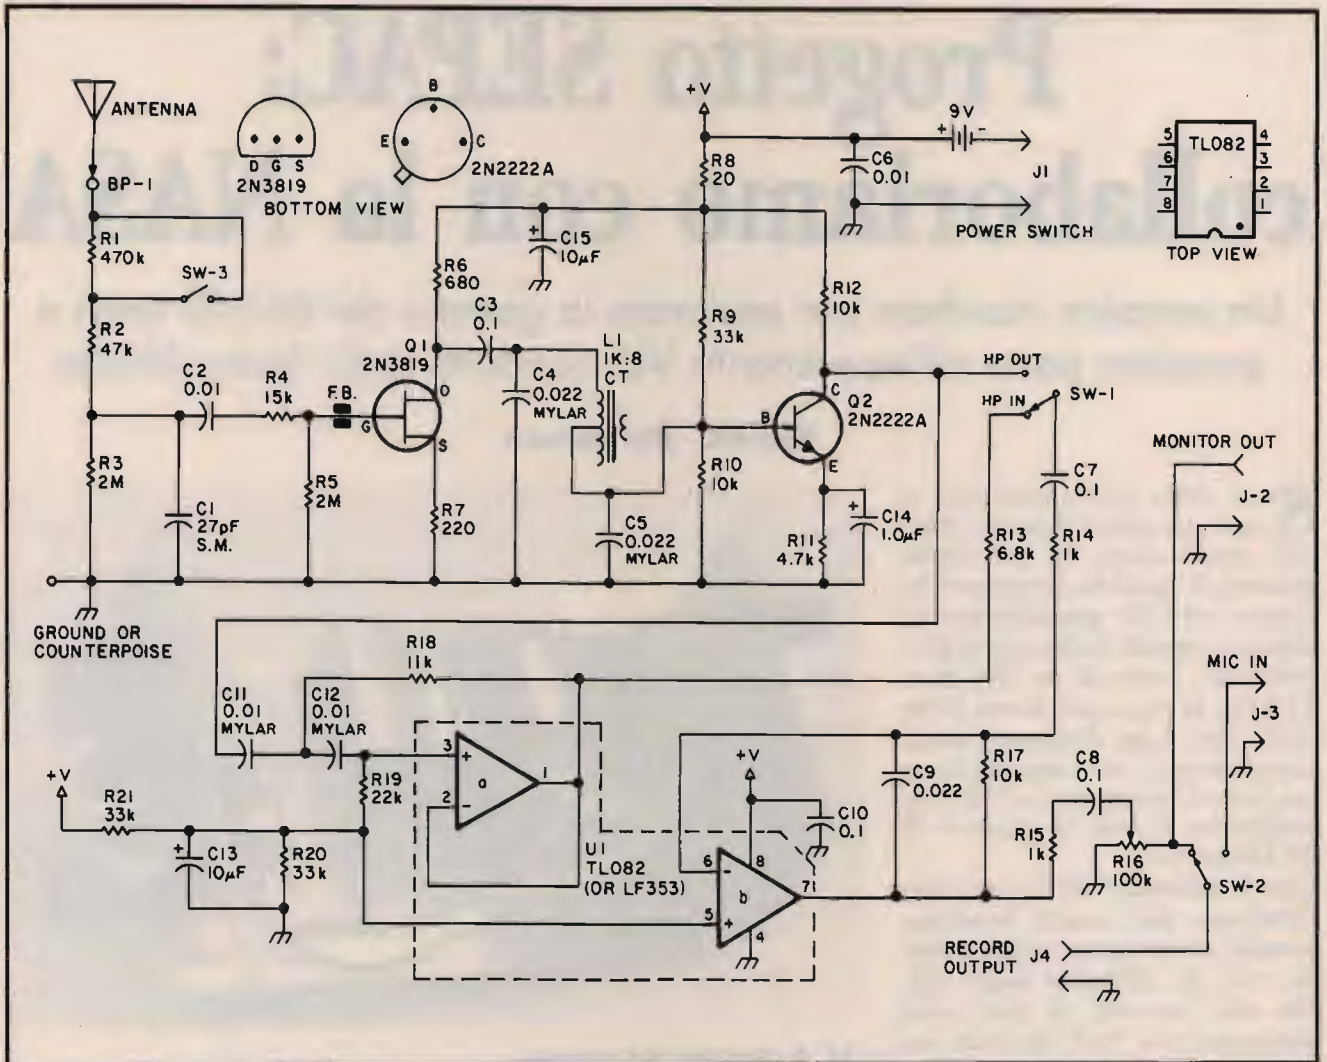 ANTENNA
BP-1
R1
470k
SW-3
R2
47k
C2
0.01
R4
15k
F.B.
R3
2M
C1
27pF
S.M.
R5
2M
GROUND OR
COUNTERPOISE
D G S
2N3819
BOTTOM VIEW
B
E
C
2N2222A
R6
680
C15
10µF
+
Q1
2N3819
D
G
S
R7
220
C3
0.1
C4
0.022
MYLAR
L1
1K:8
CT
C5
0.022
MYLAR
+V
R8
20
C6
0.01
9V
+
-
J1
POWER SWITCH
5 TL082 4
6 3
7 2
8 1
TOP VIEW
R9
33k
R10
10k
R12
10k
B
C
E
Q2
2N2222A
R11
4.7k
+
C14
1.0µF
HP OUT
HP IN
SW-1
R13
6.8k
C7
0.1
R14
1k
MONITOR OUT
J-2
MIC IN
J-3
R18
11k
C11
0.01
MYLAR
C12
0.01
MYLAR
+V
R21
33k
+
C13
10µF
R20
33k
R19
22k
3
+
a
1
2
-
U1
TL082
(OR LF353)
+V
C10
0.1
6
-
8
b
7
5
+
4
C9
0.022
R17
10k
R15
1k
C8
0.1
R16
100k
SW-2
RECORD
OUTPUT
J4